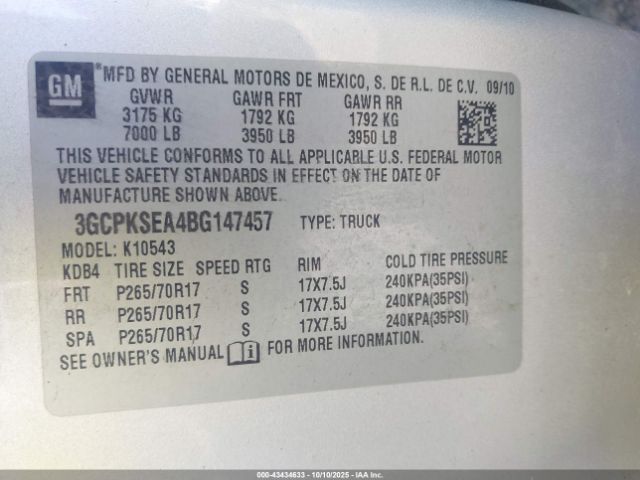 GM
*MFD BY GENERAL MOTORS DE MEXICO, S. DE R.L. DE C.V. 09/10
GVWR GAWR FRT GAWR RR
3175 KG 1792 KG 1792 KG
7000 LB 3950 LB 3950 LB
THIS VEHICLE CONFORMS TO ALL APPLICABLE U.S. FEDERAL MOTOR
VEHICLE SAFETY STANDARDS IN EFFECT ON THE DATE OF
MANUFACTURE SHOWN ABOVE.
3GCPKSEA4BG147457 TYPE: TRUCK
MODEL: K10543
KDB4 TIRE SIZE SPEED RTG RIM COLD TIRE PRESSURE
FRT P265/70R17 S 17X7.5J 240KPA(35PSI)
RR P265/70R17 S 17X7.5J 240KPA(35PSI)
SPA P265/70R17 S 17X7.5J 240KPA(35PSI)
SEE OWNER'S MANUAL FOR MORE INFORMATION.
000-43434633 - 10/10/2025 - IAA Inc.